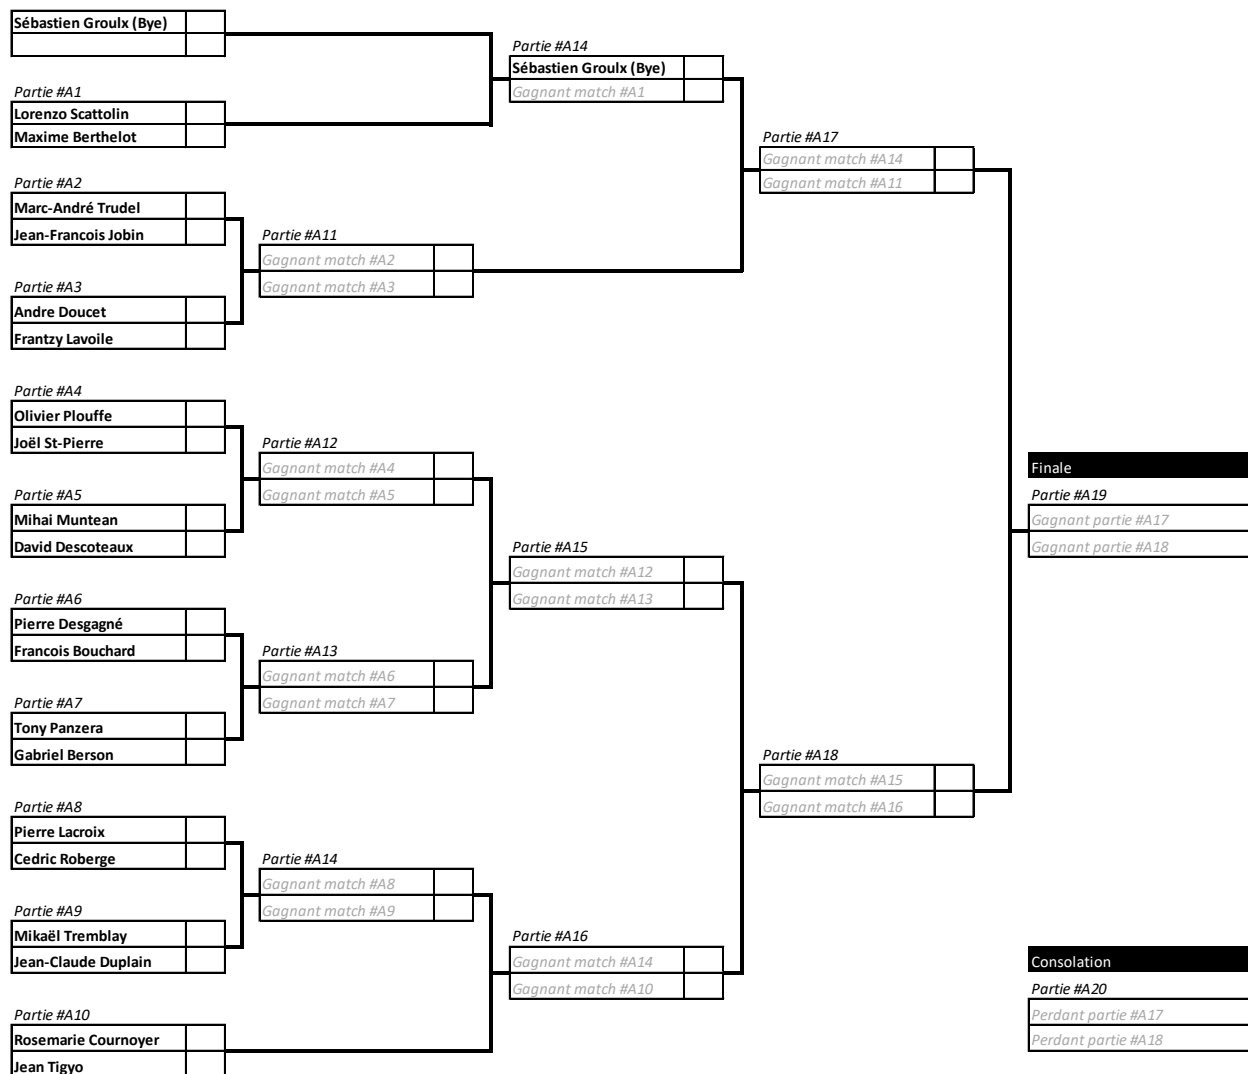 Sébastien Groulx (Bye)
Partie #A1
Lorenzo Scattolin
Maxime Berthelot
Partie #A2
Marc-André Trudel
Jean-Francois Jobin
Partie #A3
Andre Doucet
Frantzy Lavoile
Partie #A4
Olivier Plouffe
Joël St-Pierre
Partie #A5
Mihai Muntean
David Descoteaux
Partie #A6
Pierre Desgagné
Francois Bouchard
Partie #A7
Tony Panzera
Gabriel Berson
Partie #A8
Pierre Lacroix
Cedric Roberge
Partie #A9
Mikaël Tremblay
Jean-Claude Duplain
Partie #A10
Rosemarie Cournoyer
Jean Tigyo
Partie #A11
Gagnant match #A2
Gagnant match #A3
Partie #A12
Gagnant match #A4
Gagnant match #A5
Partie #A13
Gagnant match #A6
Gagnant match #A7
Partie #A14
Gagnant match #A8
Gagnant match #A9
Partie #A14
Sébastien Groulx (Bye)
Gagnant match #A1
Partie #A15
Gagnant match #A12
Gagnant match #A13
Partie #A16
Gagnant match #A14
Gagnant match #A10
Partie #A17
Gagnant match #A14
Gagnant match #A11
Partie #A18
Gagnant match #A15
Gagnant match #A16
Finale
Partie #A19
Gagnant partie #A17
Gagnant partie #A18
Consolation
Partie #A20
Perdant partie #A17
Perdant partie #A18